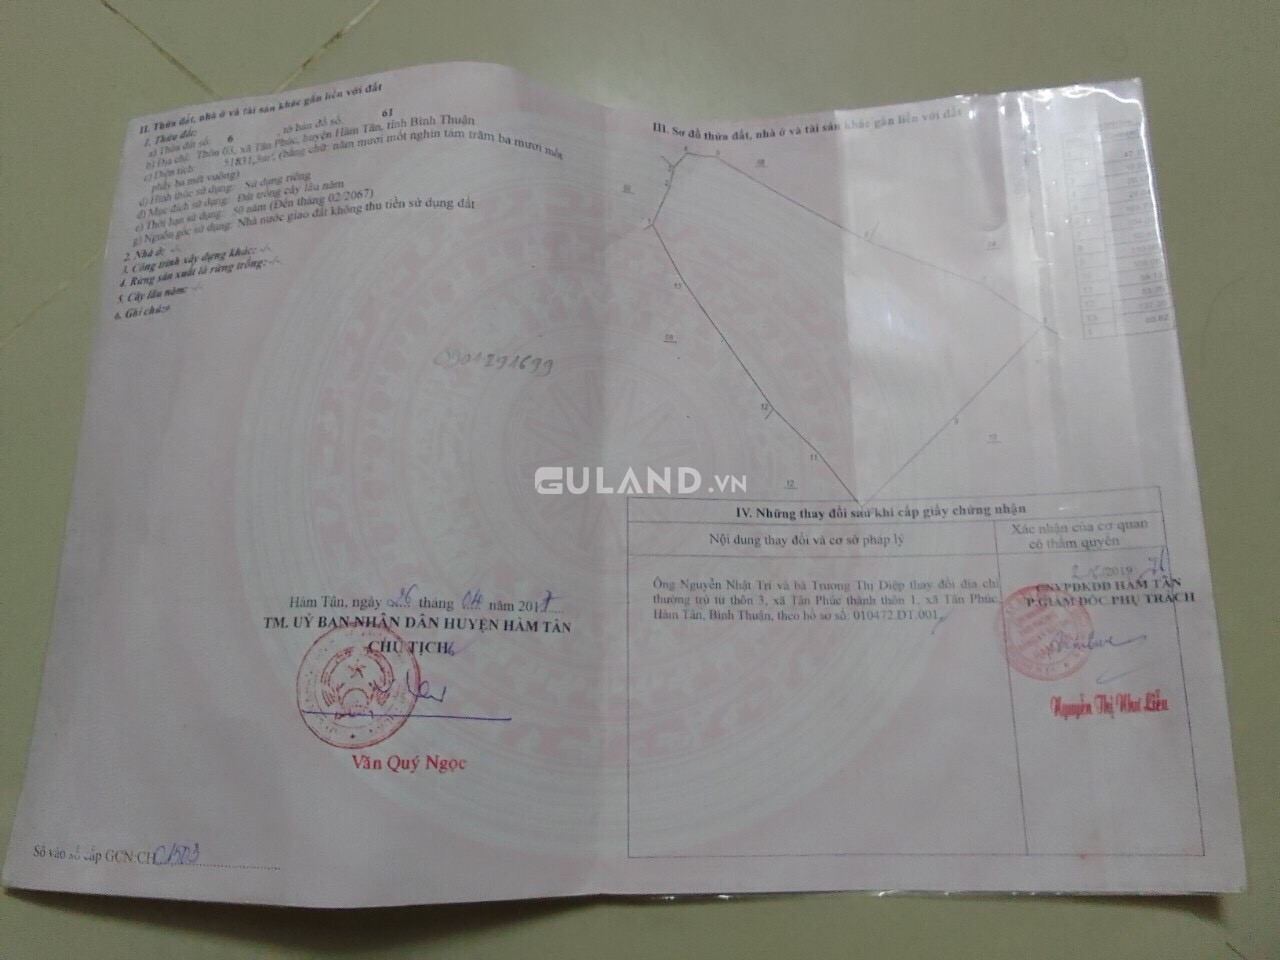 II. Thửa đất, nhà ở và tài sản khác gắn liền với đất
1. Thửa đất:
a) Thửa đất số: 6 , tờ bản đồ số: 61
b) Địa chỉ: Thôn 03, xã Tân Phúc, huyện Hàm Tân, tỉnh Bình Thuận
c) Diện tích: 51831,3m², (bằng chữ: năm mươi mốt nghìn tám trăm ba mươi mốt
phẩy ba mét vuông)
d) Hình thức sử dụng: Sử dụng riêng
đ) Mục đích sử dụng: Đất trồng cây lâu năm
e) Thời hạn sử dụng: 50 năm (Đến tháng 02/2067)
g) Nguồn gốc sử dụng: Nhà nước giao đất không thu tiền sử dụng đất
2. Nhà ở: -/-
3. Công trình xây dựng khác: -/-
4. Rừng sản xuất là rừng trồng: -/-
5. Cây lâu năm: -/-
6. Ghi chú:
0901291699
Hàm Tân, ngày 26 tháng 04 năm 2017
TM. UỶ BAN NHÂN DÂN HUYỆN HÀM TÂN
CHỦ TỊCH
Văn Quý Ngọc
Số vào sổ cấp GCN: CH 01503
III. Sơ đồ thửa đất, nhà ở và tài sản khác gắn liền với đất
13
12
11
9
12
GULAND.VN
IV. Những thay đổi sau khi cấp giấy chứng nhận
Nội dung thay đổi và cơ sở pháp lý
Xác nhận của cơ quan
có thẩm quyền
Ông Nguyễn Nhật Trí và bà Trương Thị Diệp thay đổi địa chỉ
thường trú từ thôn 3, xã Tân Phúc thành thôn 1, xã Tân Phúc,
Hàm Tân, Bình Thuận, theo hồ sơ số: 010472.DT.001
/2019
CNVPĐKĐĐ HÀM TÂN
P.GIÁM ĐỐC PHỤ TRÁCH
Nguyễn Thị Như Liễu